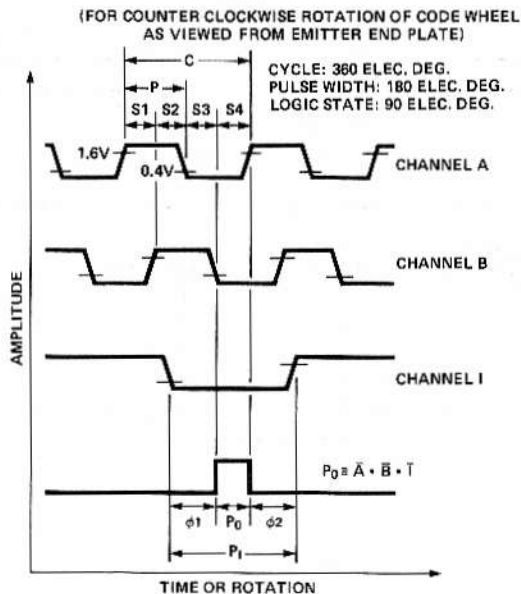 (FOR COUNTER CLOCKWISE ROTATION OF CODE WHEEL
AS VIEWED FROM EMITTER END PLATE)
C
CYCLE: 360 ELEC. DEG.
PULSE WIDTH: 180 ELEC. DEG.
LOGIC STATE: 90 ELEC. DEG.
P
S1 S2 S3 S4
1.6V
0.4V
CHANNEL A
CHANNEL B
CHANNEL I
P₀ ≡ A̅ • B̅ • I̅
ϕ1 P₀ ϕ2
P₁
AMPLITUDE
TIME OR ROTATION